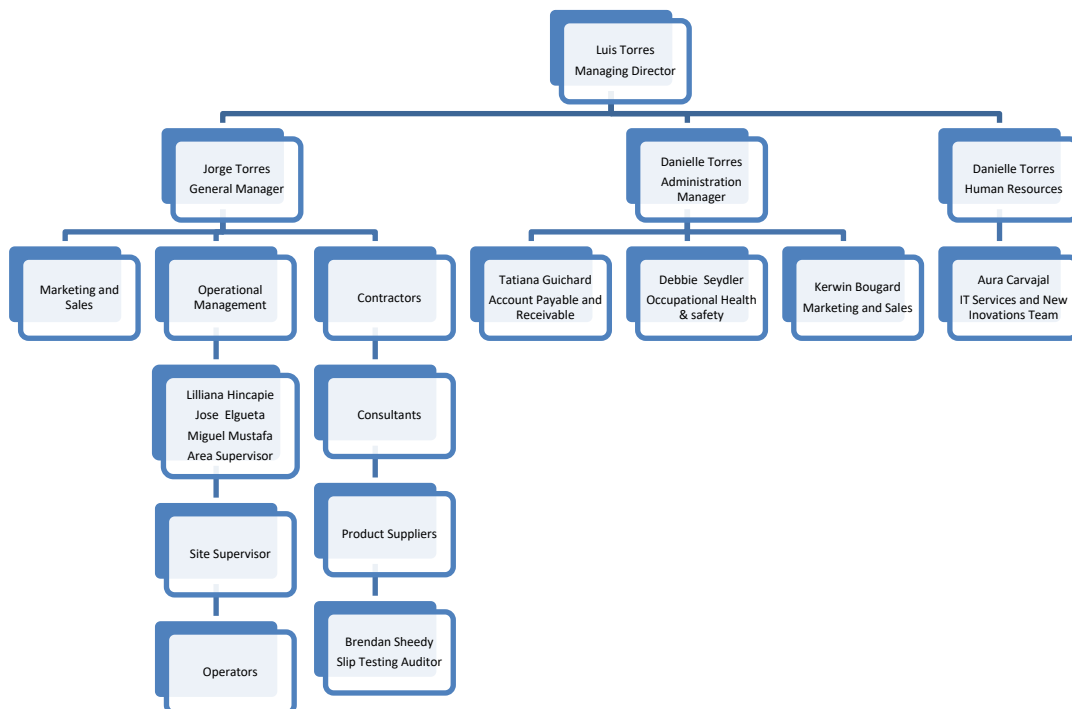 Luis Torres
Managing Director
Jorge Torres
General Manager
Danielle Torres
Administration
Manager
Danielle Torres
Human Resources
Marketing and
Sales
Operational
Management
Contractors
Tatiana Guichard
Account Payable and
Receivable
Debbie Seydler
Occupational Health
& safety
Kerwin Bougard
Marketing and Sales
Aura Carvajal
IT Services and New
Inovations Team
Lilliana Hincapie
Jose Elgueta
Miguel Mustafa
Area Supervisor
Consultants
Site Supervisor
Product Suppliers
Operators
Brendan Sheedy
Slip Testing Auditor